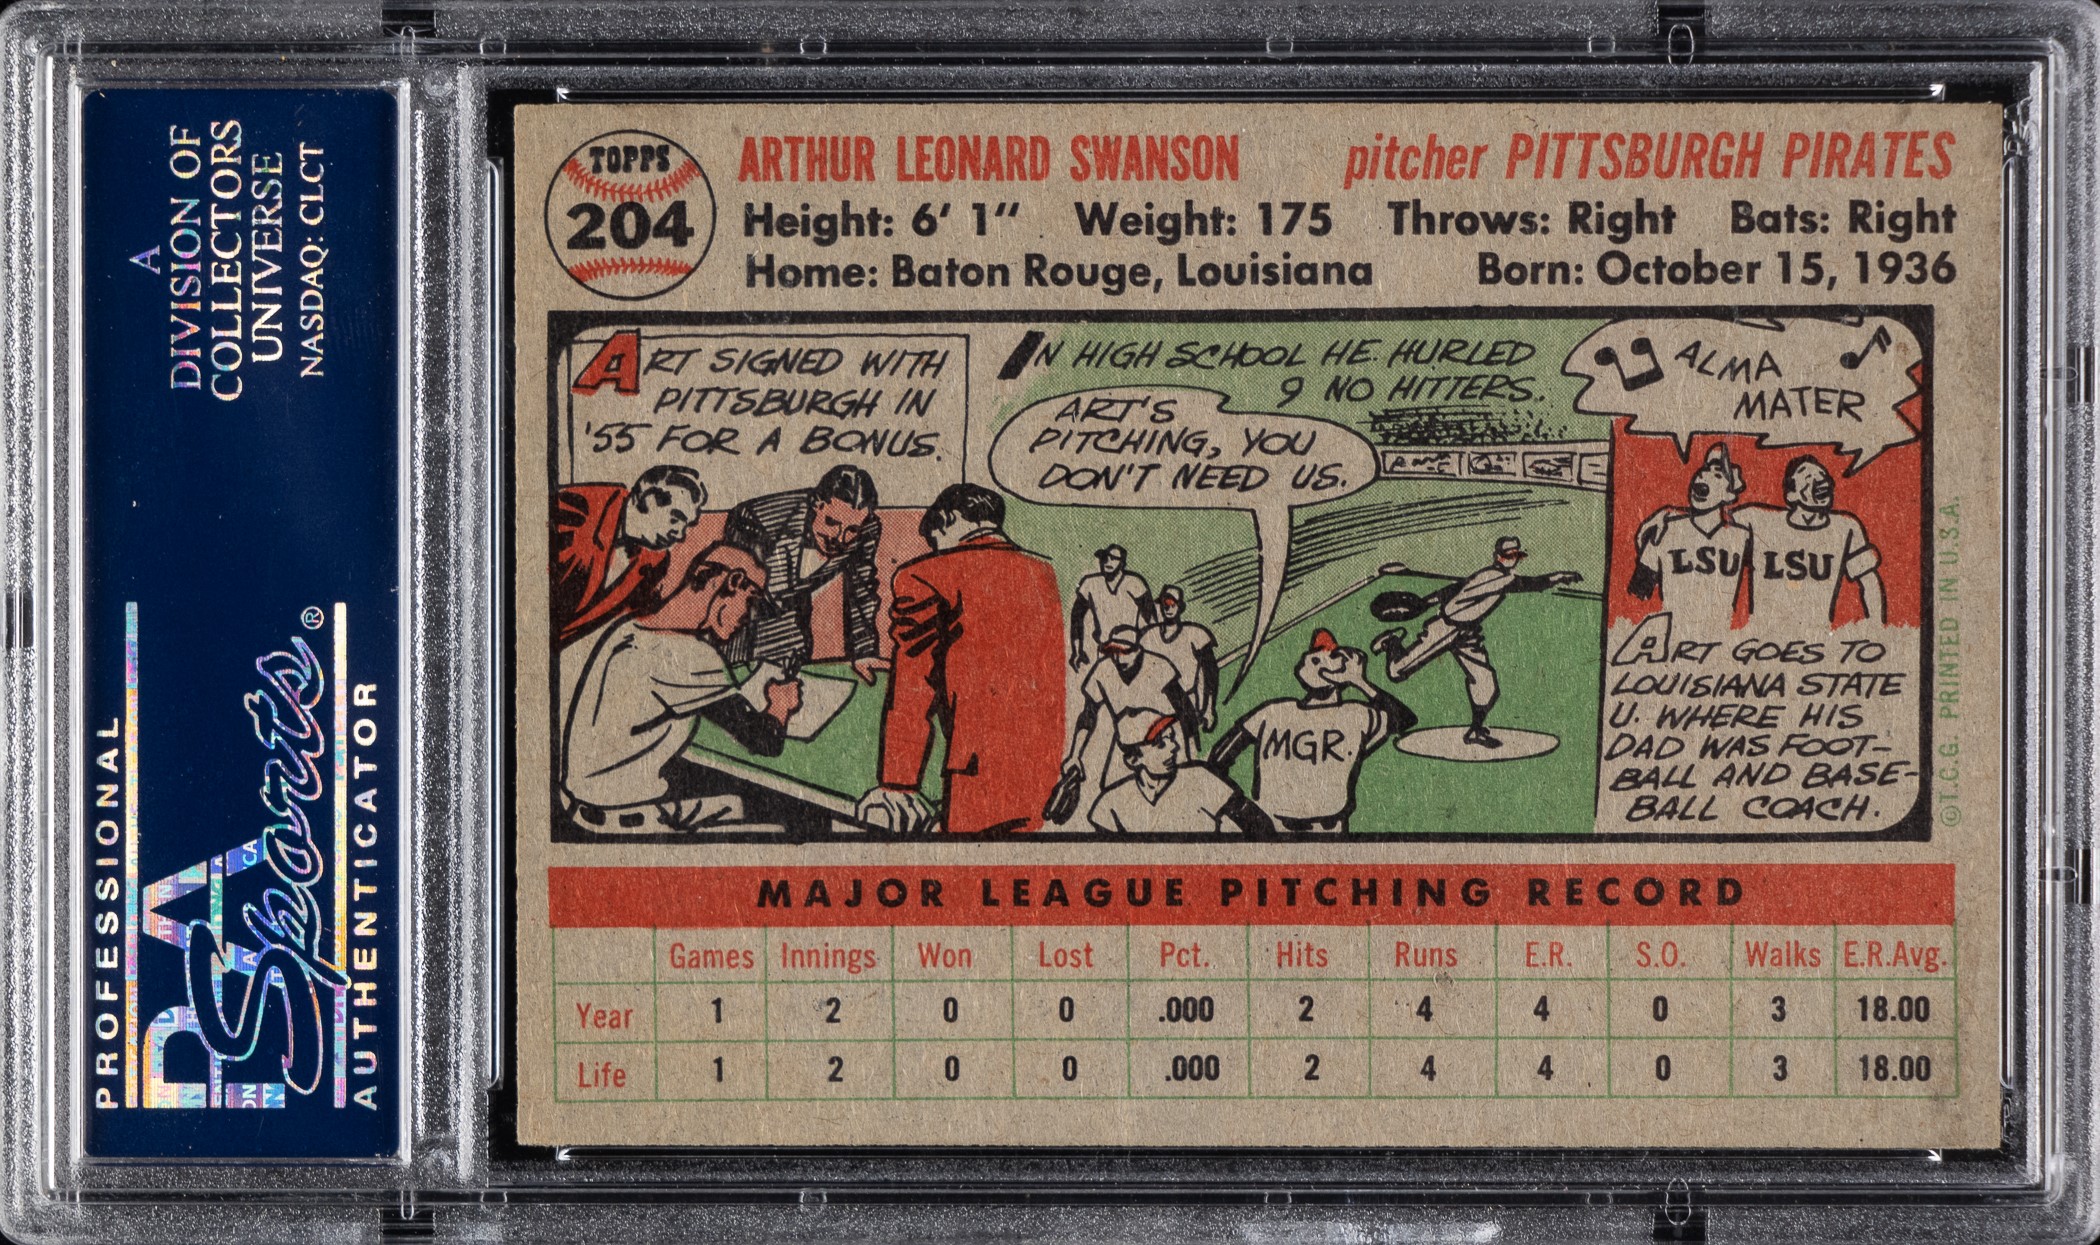 A
DIVISION OF
COLLECTORS
UNIVERSE
NASDAQ: CLCT
PROFESSIONAL
PSA
Sports®
AUTHENTICATOR
TOPPS
204
ARTHUR LEONARD SWANSON pitcher PITTSBURGH PIRATES
Height: 6' 1" Weight: 175 Throws: Right Bats: Right
Home: Baton Rouge, Louisiana Born: October 15, 1936
ART SIGNED WITH
PITTSBURGH IN
'55 FOR A BONUS.
IN HIGH SCHOOL HE HURLED
9 NO HITTERS.
ART'S
PITCHING, YOU
DON'T NEED US.
MGR.
ALMA
MATER
LSU LSU
ART GOES TO
LOUISIANA STATE
U. WHERE HIS
DAD WAS FOOT-
BALL AND BASE-
BALL COACH.
©T.C.G. PRINTED IN U.S.A.
MAJOR LEAGUE PITCHING RECORD
Games Innings Won Lost Pct. Hits Runs E.R. S.O. Walks E.R.Avg.
Year 1 2 0 0 .000 2 4 4 0 3 18.00
Life 1 2 0 0 .000 2 4 4 0 3 18.00